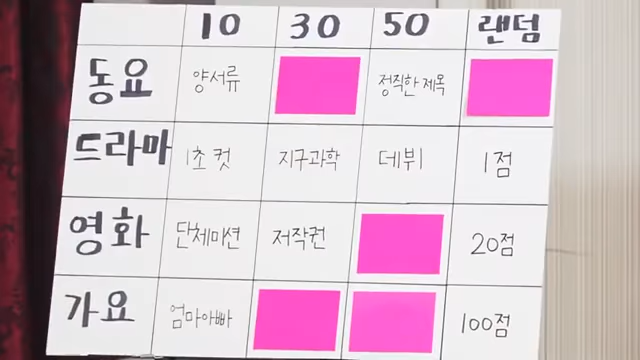 10 30 50 랜덤
동요 양서류 정직한 제목
드라마 1초 컷 지구과학 데뷔 1점
영화 단체미션 저작권 20점
가요 엄마아빠 100점